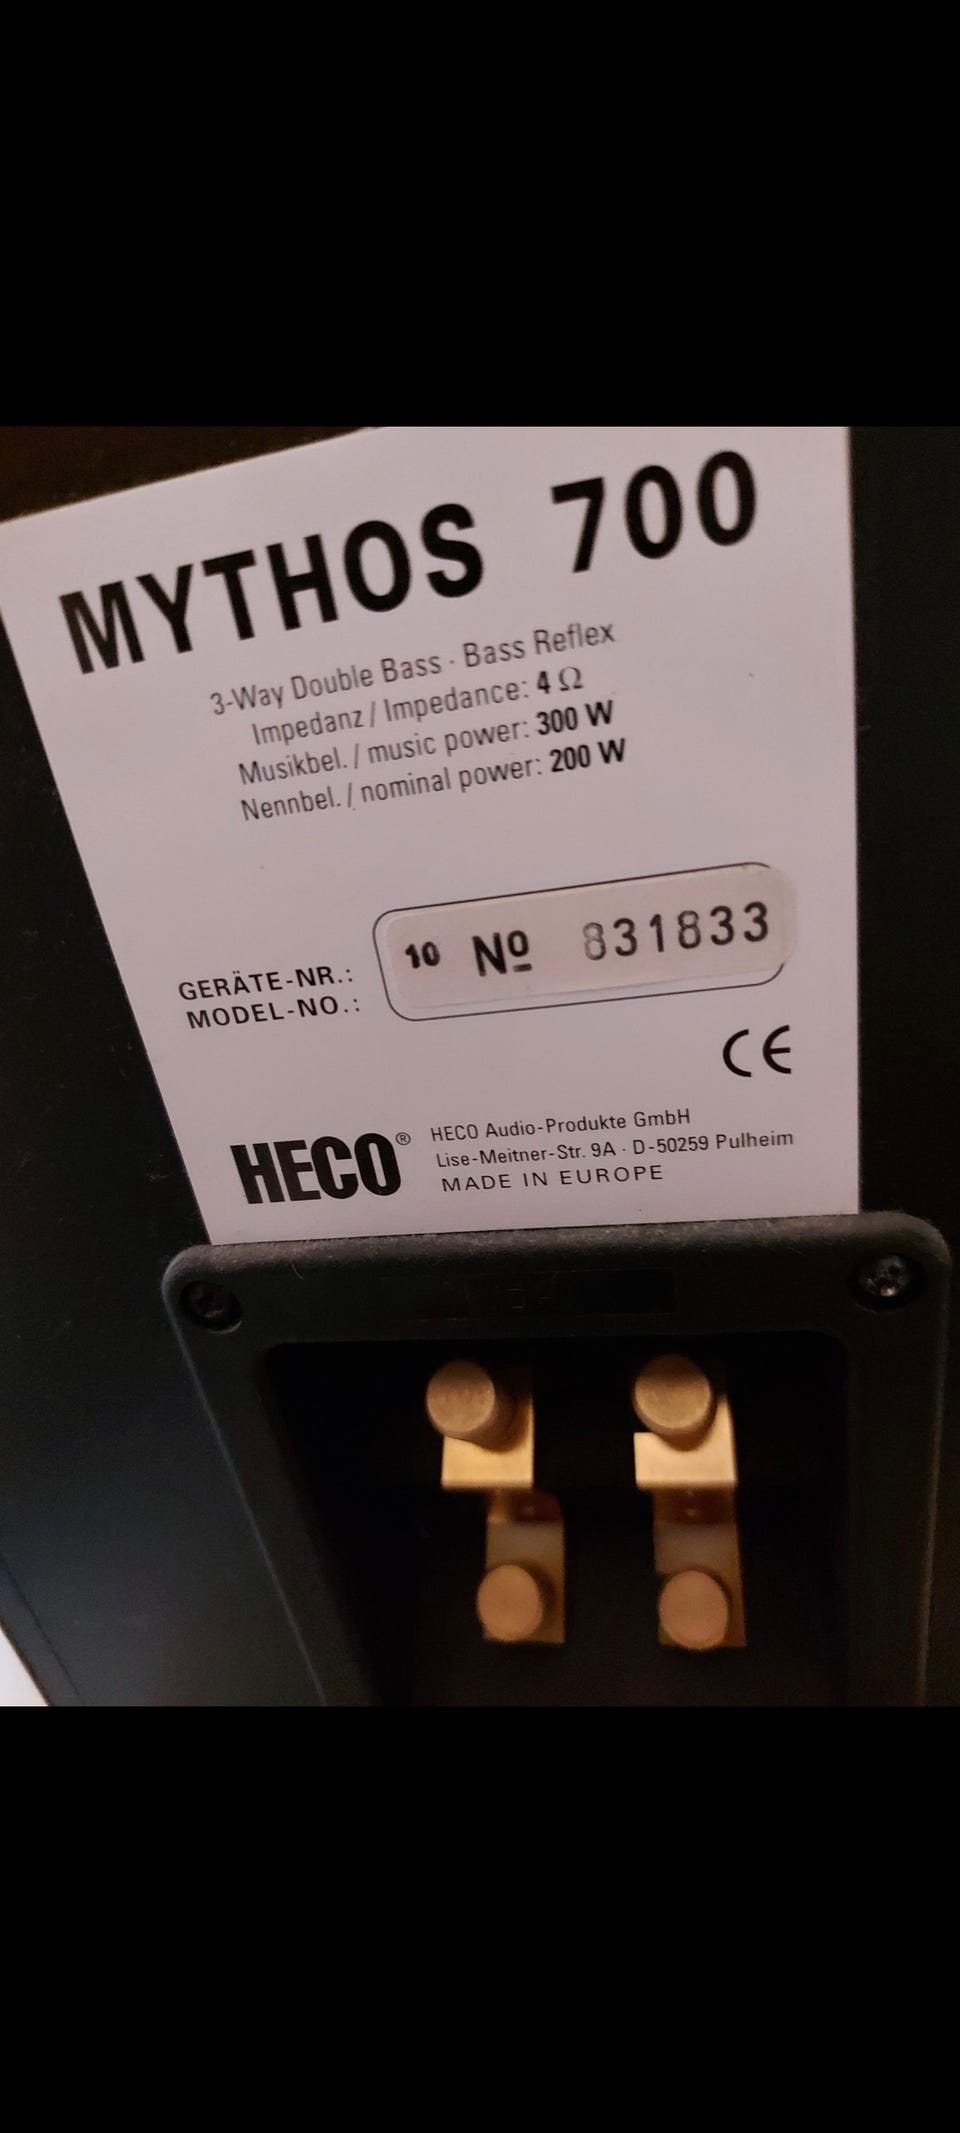 MYTHOS 700
3-Way Double Bass · Bass Reflex
Impedanz / Impedance: 4 Ω
Musikbel. / music power: 300 W
Nennbel. / nominal power: 200 W
GERÄTE-NR.:
MODEL-NO.:
10 Nº 831833
CE
HECO®
HECO Audio-Produkte GmbH
Lise-Meitner-Str. 9A · D-50259 Pulheim
MADE IN EUROPE